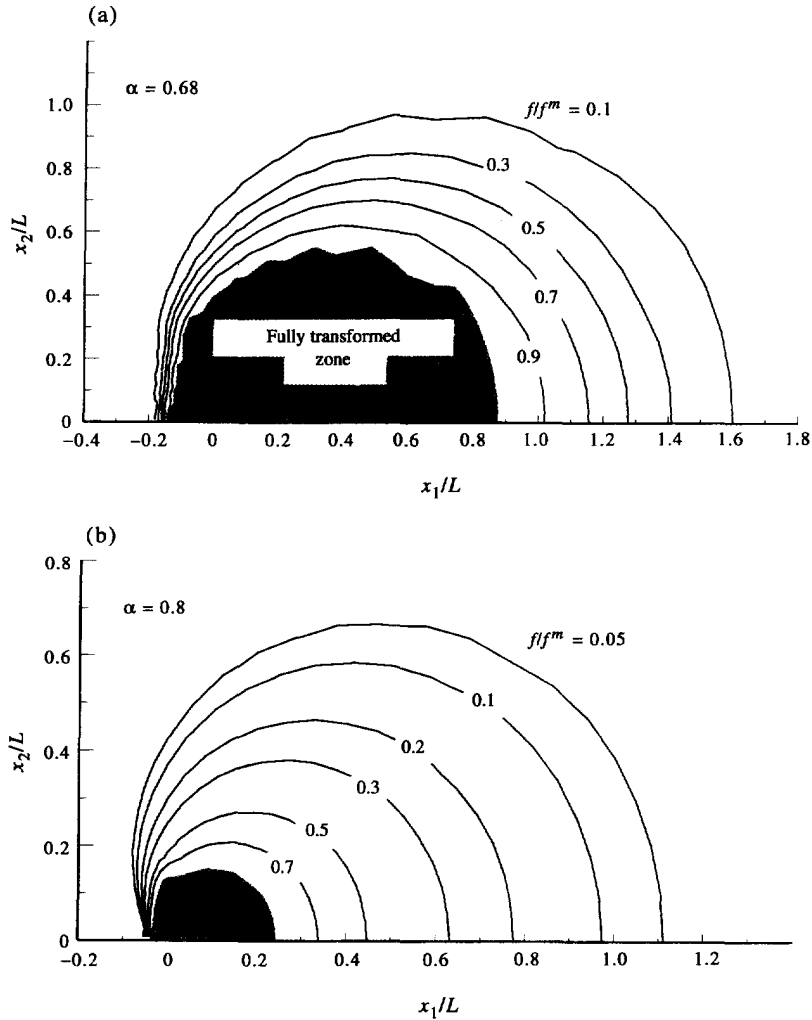 (a)
α = 0.68
f/fᵐ = 0.1
1.0
0.8
0.6
0.4
0.2
0
x₂/L
0.3
0.5
0.7
0.9
Fully transformed
zone
−0.4 −0.2 0 0.2 0.4 0.6 0.8 1.0 1.2 1.4 1.6 1.8
x₁/L
(b)
α = 0.8
f/fᵐ = 0.05
0.8
0.6
0.4
0.2
0
x₂/L
0.1
0.2
0.3
0.5
0.7
−0.2 0 0.2 0.4 0.6 0.8 1.0 1.2
x₁/L